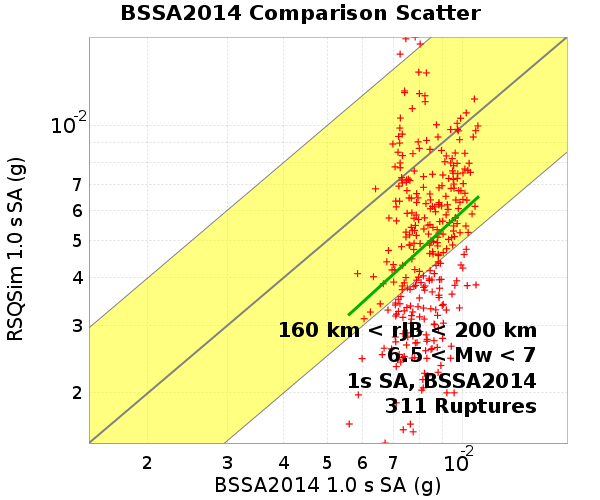 BSSA2014 Comparison Scatter
RSQSim 1.0 s SA (g)
10-2
7
6
5
4
3
2
160 km < rJB < 200 km
6.5 < Mw < 7
1s SA, BSSA2014
311 Ruptures
2 3 4 5 6 7 10-2
BSSA2014 1.0 s SA (g)